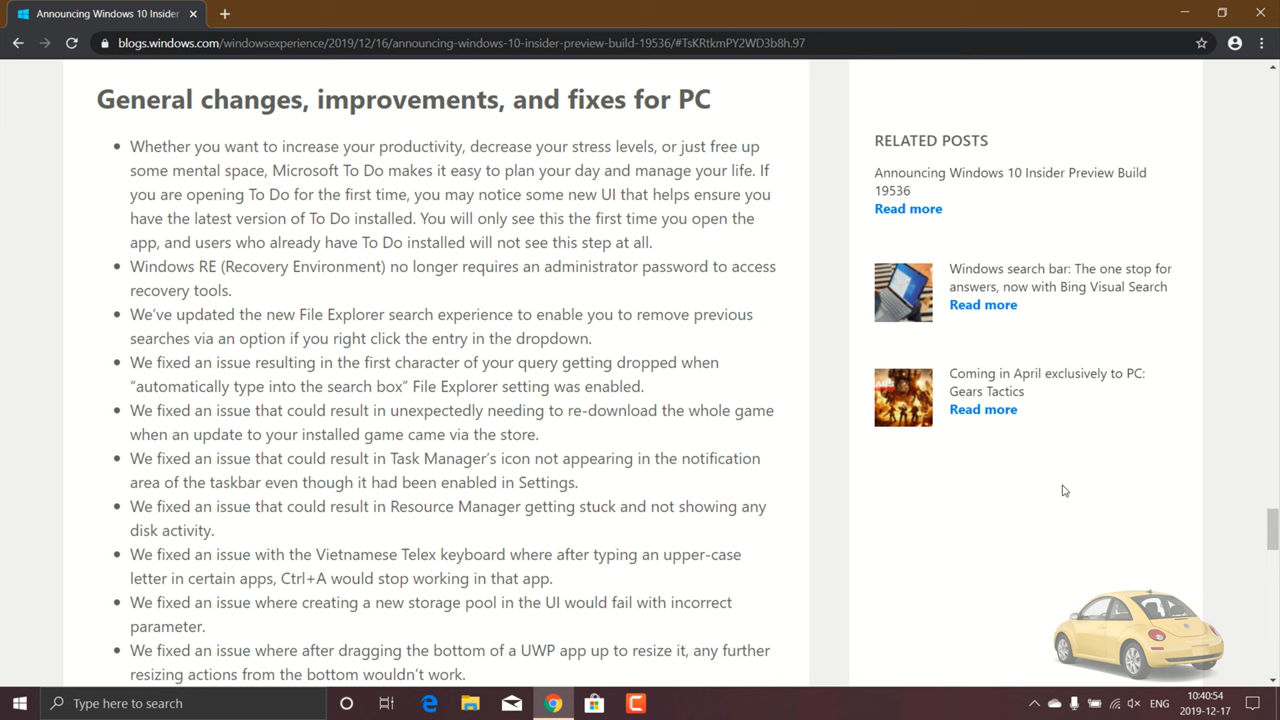 Announcing Windows 10 Insider
blogs.windows.com/windowsexperience/2019/12/16/announcing-windows-10-insider-preview-build-19536/#TsKRtkmPY2WD3b8h.97
General changes, improvements, and fixes for PC
Whether you want to increase your productivity, decrease your stress levels, or just free up
some mental space, Microsoft To Do makes it easy to plan your day and manage your life. If
you are opening To Do for the first time, you may notice some new UI that helps ensure you
have the latest version of To Do installed. You will only see this the first time you open the
app, and users who already have To Do installed will not see this step at all.
Windows RE (Recovery Environment) no longer requires an administrator password to access
recovery tools.
We've updated the new File Explorer search experience to enable you to remove previous
searches via an option if you right click the entry in the dropdown.
We fixed an issue resulting in the first character of your query getting dropped when
“automatically type into the search box” File Explorer setting was enabled.
We fixed an issue that could result in unexpectedly needing to re-download the whole game
when an update to your installed game came via the store.
We fixed an issue that could result in Task Manager's icon not appearing in the notification
area of the taskbar even though it had been enabled in Settings.
We fixed an issue that could result in Resource Manager getting stuck and not showing any
disk activity.
We fixed an issue with the Vietnamese Telex keyboard where after typing an upper-case
letter in certain apps, Ctrl+A would stop working in that app.
We fixed an issue where creating a new storage pool in the UI would fail with incorrect
parameter.
We fixed an issue where after dragging the bottom of a UWP app up to resize it, any further
resizing actions from the bottom wouldn't work.
RELATED POSTS
Announcing Windows 10 Insider Preview Build
19536
Read more
Windows search bar: The one stop for
answers, now with Bing Visual Search
Read more
Coming in April exclusively to PC:
Gears Tactics
Read more
Type here to search
ENG
10:40:54
2019-12-17